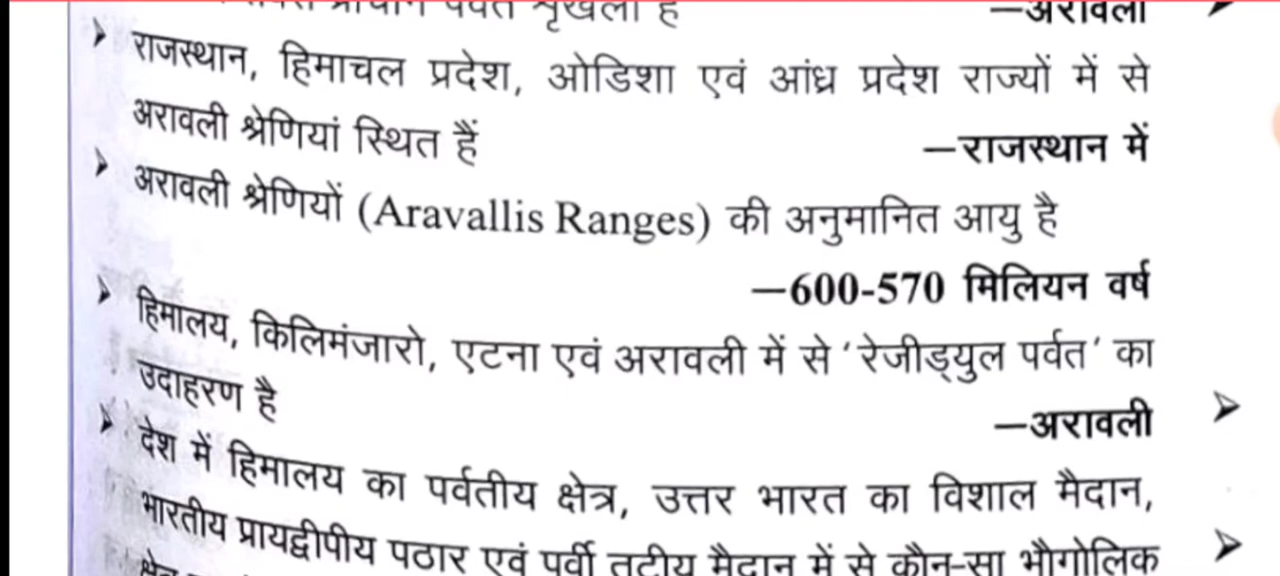 प्राचीन पर्वत शृंखला है —अरावली
राजस्थान, हिमाचल प्रदेश, ओडिशा एवं आंध्र प्रदेश राज्यों में से
अरावली श्रेणियां स्थित हैं —राजस्थान में
अरावली श्रेणियों (Aravallis Ranges) की अनुमानित आयु है
—600-570 मिलियन वर्ष
हिमालय, किलिमंजारो, एटना एवं अरावली में से ‘रेजीड्युल पर्वत’ का
उदाहरण है —अरावली
देश में हिमालय का पर्वतीय क्षेत्र, उत्तर भारत का विशाल मैदान,
भारतीय प्रायद्वीपीय पठार एवं पूर्वी तटीय मैदान में से कौन-सा भौगोलिक